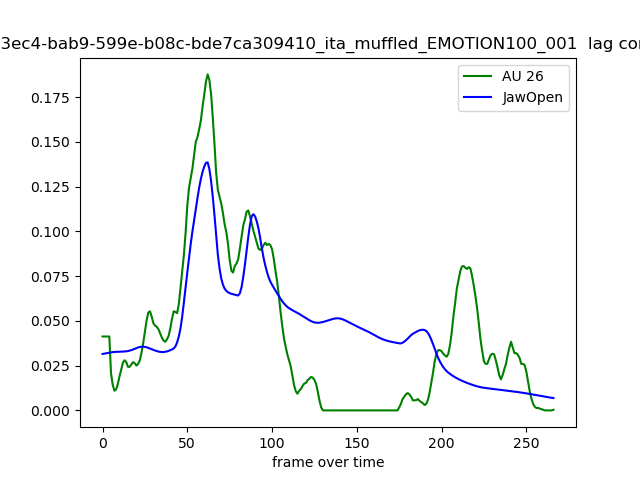 3ec4-bab9-599e-b08c-bde7ca309410_ita_muffled_EMOTION100_001 lag
AU 26
JawOpen
0.175
0.150
0.125
0.100
0.075
0.050
0.025
0.000
0 50 100 150 200 250
frame over time